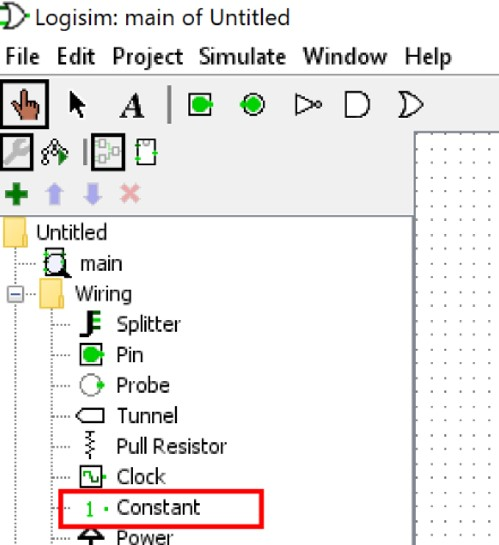 Logisim: main of Untitled
File Edit Project Simulate Window Help
A
Untitled
main
Wiring
Splitter
Pin
Probe
Tunnel
Pull Resistor
Clock
1 Constant
Power